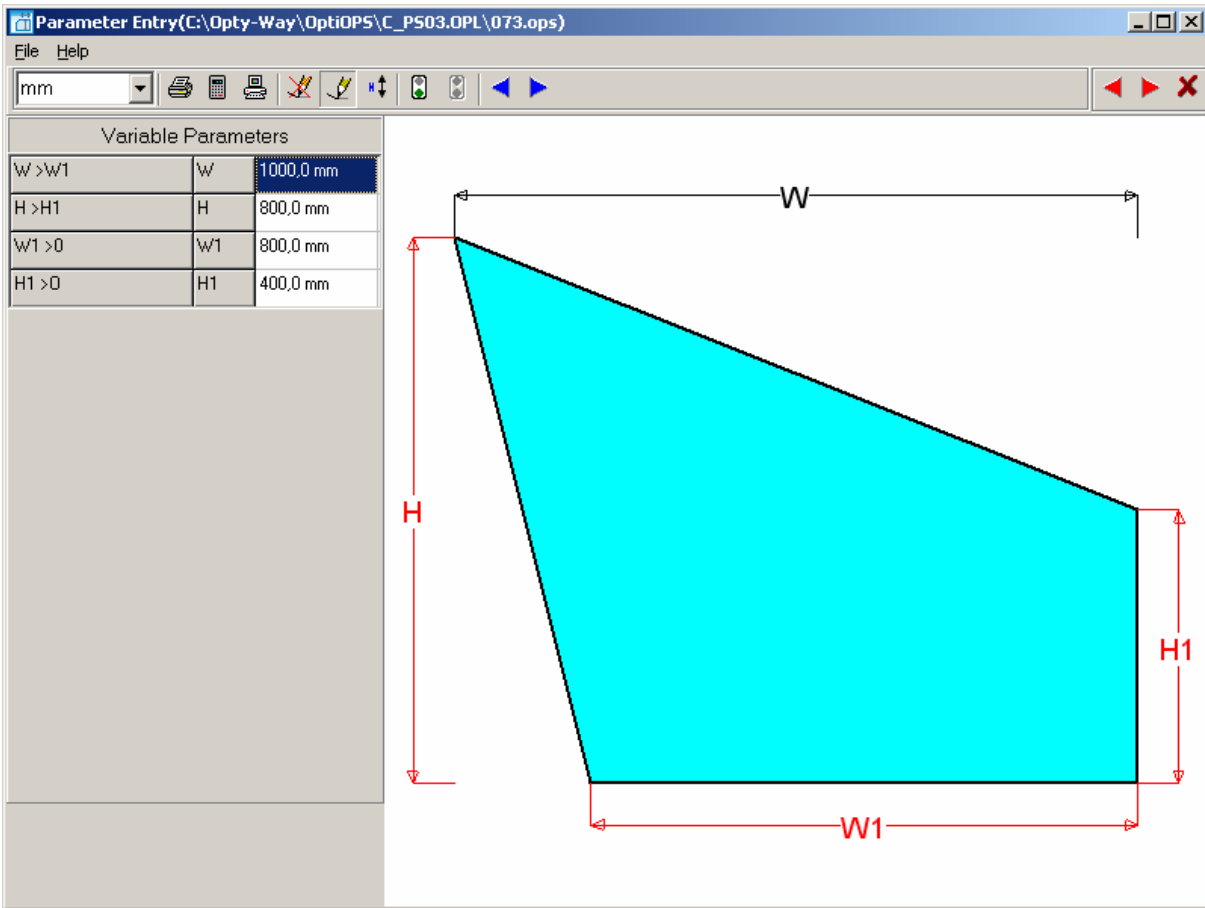 Parameter Entry(C:\Opty-Way\OptiOPS\C_PS03.OPL\073.ops)
File Help
mm
H
Variable Parameters
W >W1 W 1000,0 mm
H >H1 H 800,0 mm
W1 >0 W1 800,0 mm
H1 >0 H1 400,0 mm
W
H
H1
W1